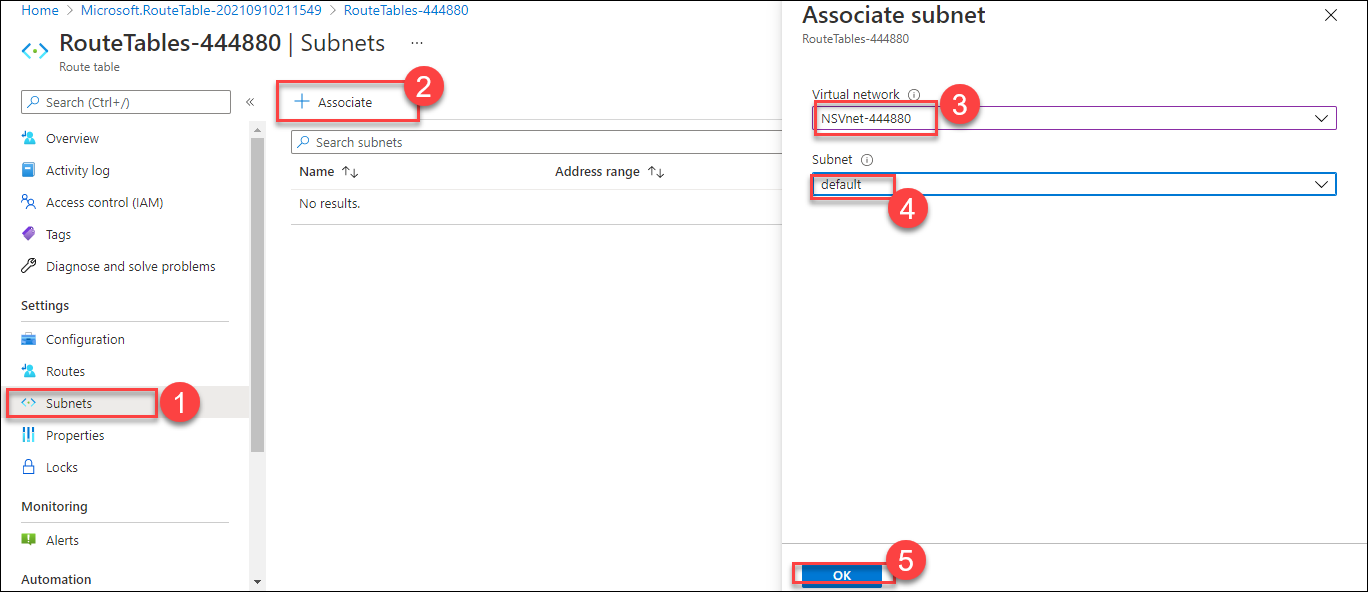 Home > Microsoft.RouteTable-20210910211549 > RouteTables-444880
RouteTables-444880 | Subnets ...
Route table
Search (Ctrl+/) «
Overview
Activity log
Access control (IAM)
Tags
Diagnose and solve problems
Settings
Configuration
Routes
Subnets 1
Properties
Locks
Monitoring
Alerts
Automation
+ Associate 2
Search subnets
Name ↑↓ Address range ↑↓
No results.
Associate subnet
RouteTables-444880
Virtual network
NSVnet-444880 3
Subnet
default 4
OK 5